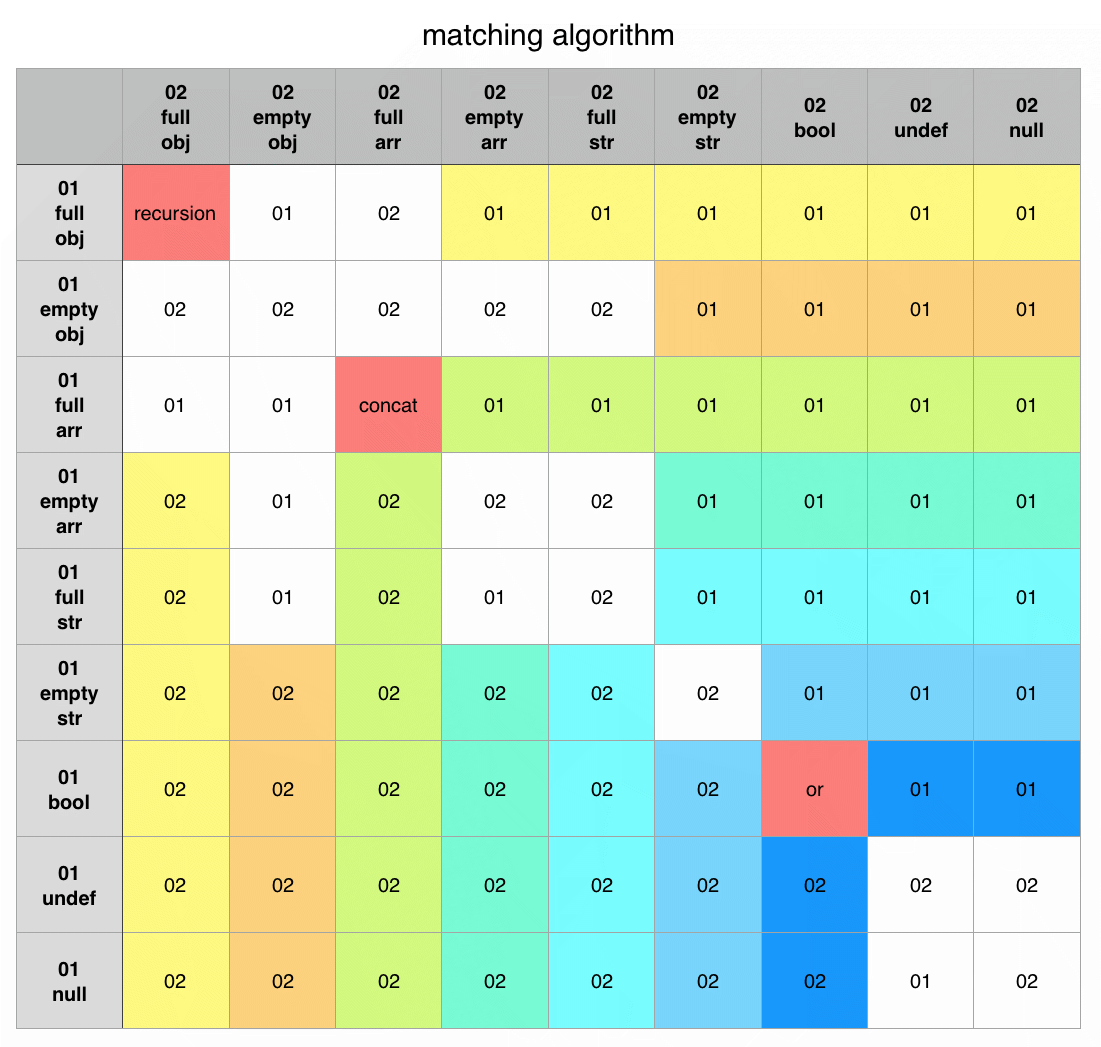 matching algorithm
02 full obj 02 empty obj 02 full arr 02 empty arr 02 full str 02 empty str 02 bool 02 undef 02 null
01 full obj recursion 01 02 01 01 01 01 01 01
01 empty obj 02 02 02 02 02 01 01 01 01
01 full arr 01 01 concat 01 01 01 01 01 01
01 empty arr 02 01 02 02 02 01 01 01 01
01 full str 02 01 02 01 02 01 01 01 01
01 empty str 02 02 02 02 02 02 01 01 01
01 bool 02 02 02 02 02 02 or 01 01
01 undef 02 02 02 02 02 02 02 02 02
01 null 02 02 02 02 02 02 02 01 02